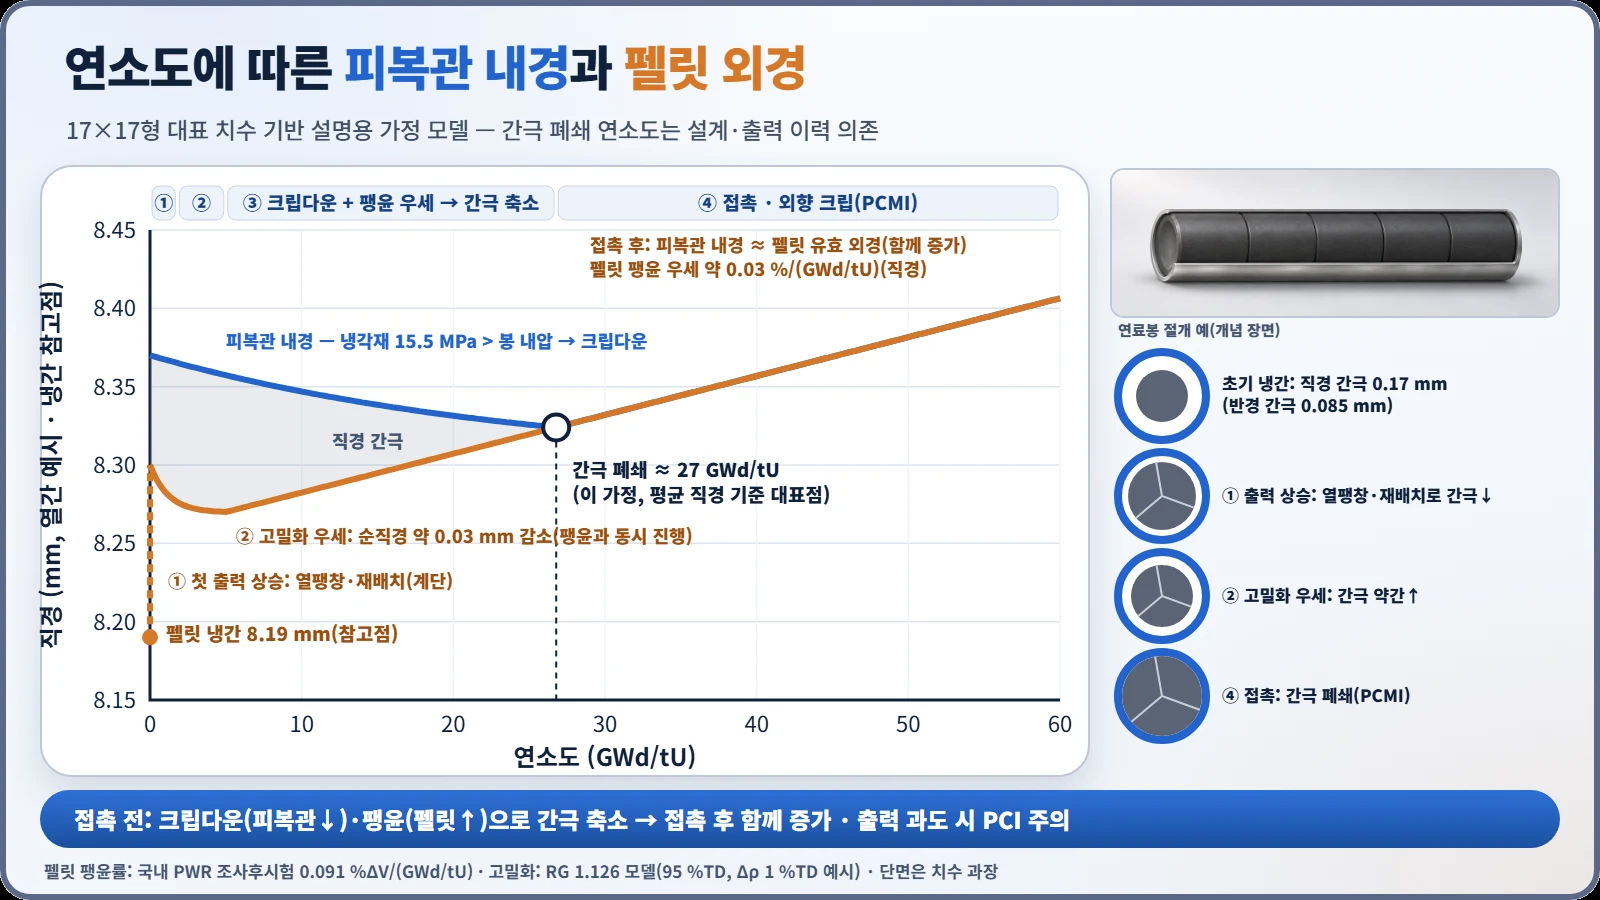 연소도에 따른 피복관 내경과 펠릿 외경
17×17형 대표 치수 기반 설명용 가정 모델 — 간극 폐쇄 연소도는 설계·출력 이력 의존
① ② ③ 크립다운 + 팽윤 우세 → 간극 축소 ④ 접촉 · 외향 크립(PCMI)
접촉 후: 피복관 내경 ≈ 펠릿 유효 외경(함께 증가)
펠릿 팽윤 우세 약 0.03 %/(GWd/tU)(직경)
피복관 내경 — 냉각재 15.5 MPa > 봉 내압 → 크립다운
직경 간극
간극 폐쇄 ≈ 27 GWd/tU
(이 가정, 평균 직경 기준 대표점)
② 고밀화 우세: 순직경 약 0.03 mm 감소(팽윤과 동시 진행)
① 첫 출력 상승: 열팽창·재배치(계단)
펠릿 냉간 8.19 mm(참고점)
직경 (mm, 열간 예시 · 냉간 참고점)
8.45
8.40
8.35
8.30
8.25
8.20
8.15
0 10 20 30 40 50 60
연소도 (GWd/tU)
연료봉 절개 예(개념 장면)
초기 냉간: 직경 간극 0.17 mm
(반경 간극 0.085 mm)
① 출력 상승: 열팽창·재배치로 간극↓
② 고밀화 우세: 간극 약간↑
④ 접촉: 간극 폐쇄(PCMI)
접촉 전: 크립다운(피복관↓)·팽윤(펠릿↑)으로 간극 축소 → 접촉 후 함께 증가 · 출력 과도 시 PCI 주의
펠릿 팽윤률: 국내 PWR 조사후시험 0.091 %ΔV/(GWd/tU) · 고밀화: RG 1.126 모델(95 %TD, Δρ 1 %TD 예시) · 단면은 치수 과장